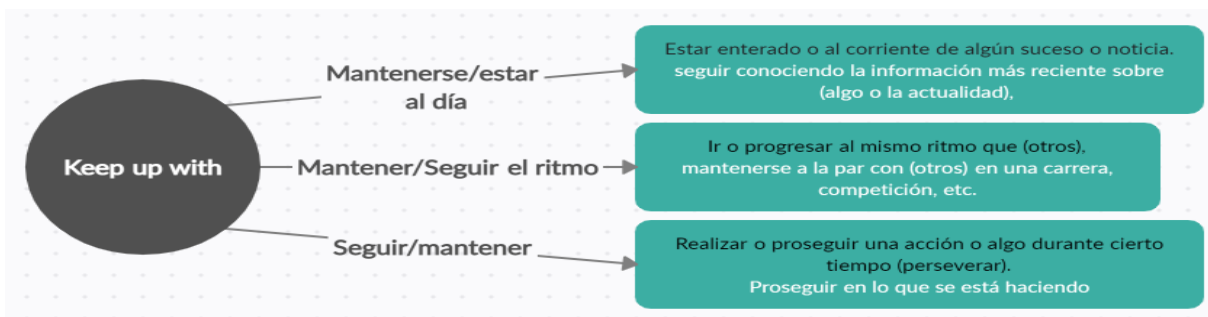 Keep up with
Mantenerse/estar
al día
Estar enterado o al corriente de algún suceso o noticia.
seguir conociendo la información más reciente sobre
(algo o la actualidad),
Mantener/Seguir el ritmo
Ir o progresar al mismo ritmo que (otros),
mantenerse a la par con (otros) en una carrera,
competición, etc.
Seguir/mantener
Realizar o proseguir una acción o algo durante cierto
tiempo (perseverar).
Proseguir en lo que se está haciendo